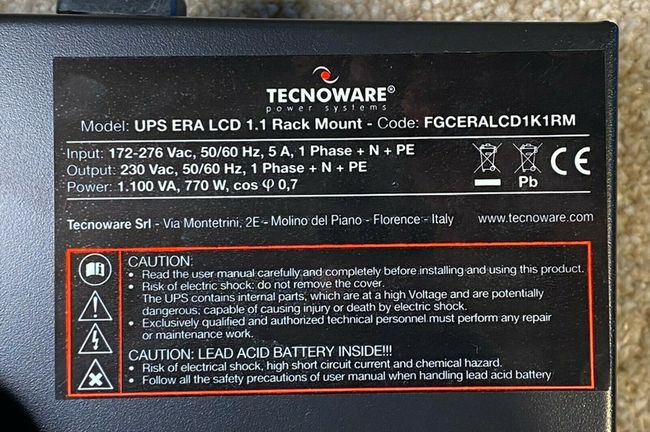 TECNOWARE®
power systems
Model: UPS ERA LCD 1.1 Rack Mount - Code: FGCERALCD1K1RM
Input: 172-276 Vac, 50/60 Hz, 5 A, 1 Phase + N + PE
Output: 230 Vac, 50/60 Hz, 1 Phase + N + PE
Power: 1.100 VA, 770 W, cos φ 0,7
Pb
CE
Tecnoware Srl - Via Montetrini, 2E - Molino del Piano - Florence - Italy www.tecnoware.com
CAUTION:
• Read the user manual carefully and completely before installing and using this product.
• Risk of electric shock: do not remove the cover.
The UPS contains internal parts, which are at a high Voltage and are potentially
dangerous, capable of causing injury or death by electric shock.
• Exclusively qualified and authorized technical personnel must perform any repair
or maintenance work.
CAUTION: LEAD ACID BATTERY INSIDE!!!
• Risk of electrical shock, high short circuit current and chemical hazard.
• Follow all the safety precautions of user manual when handling lead acid battery